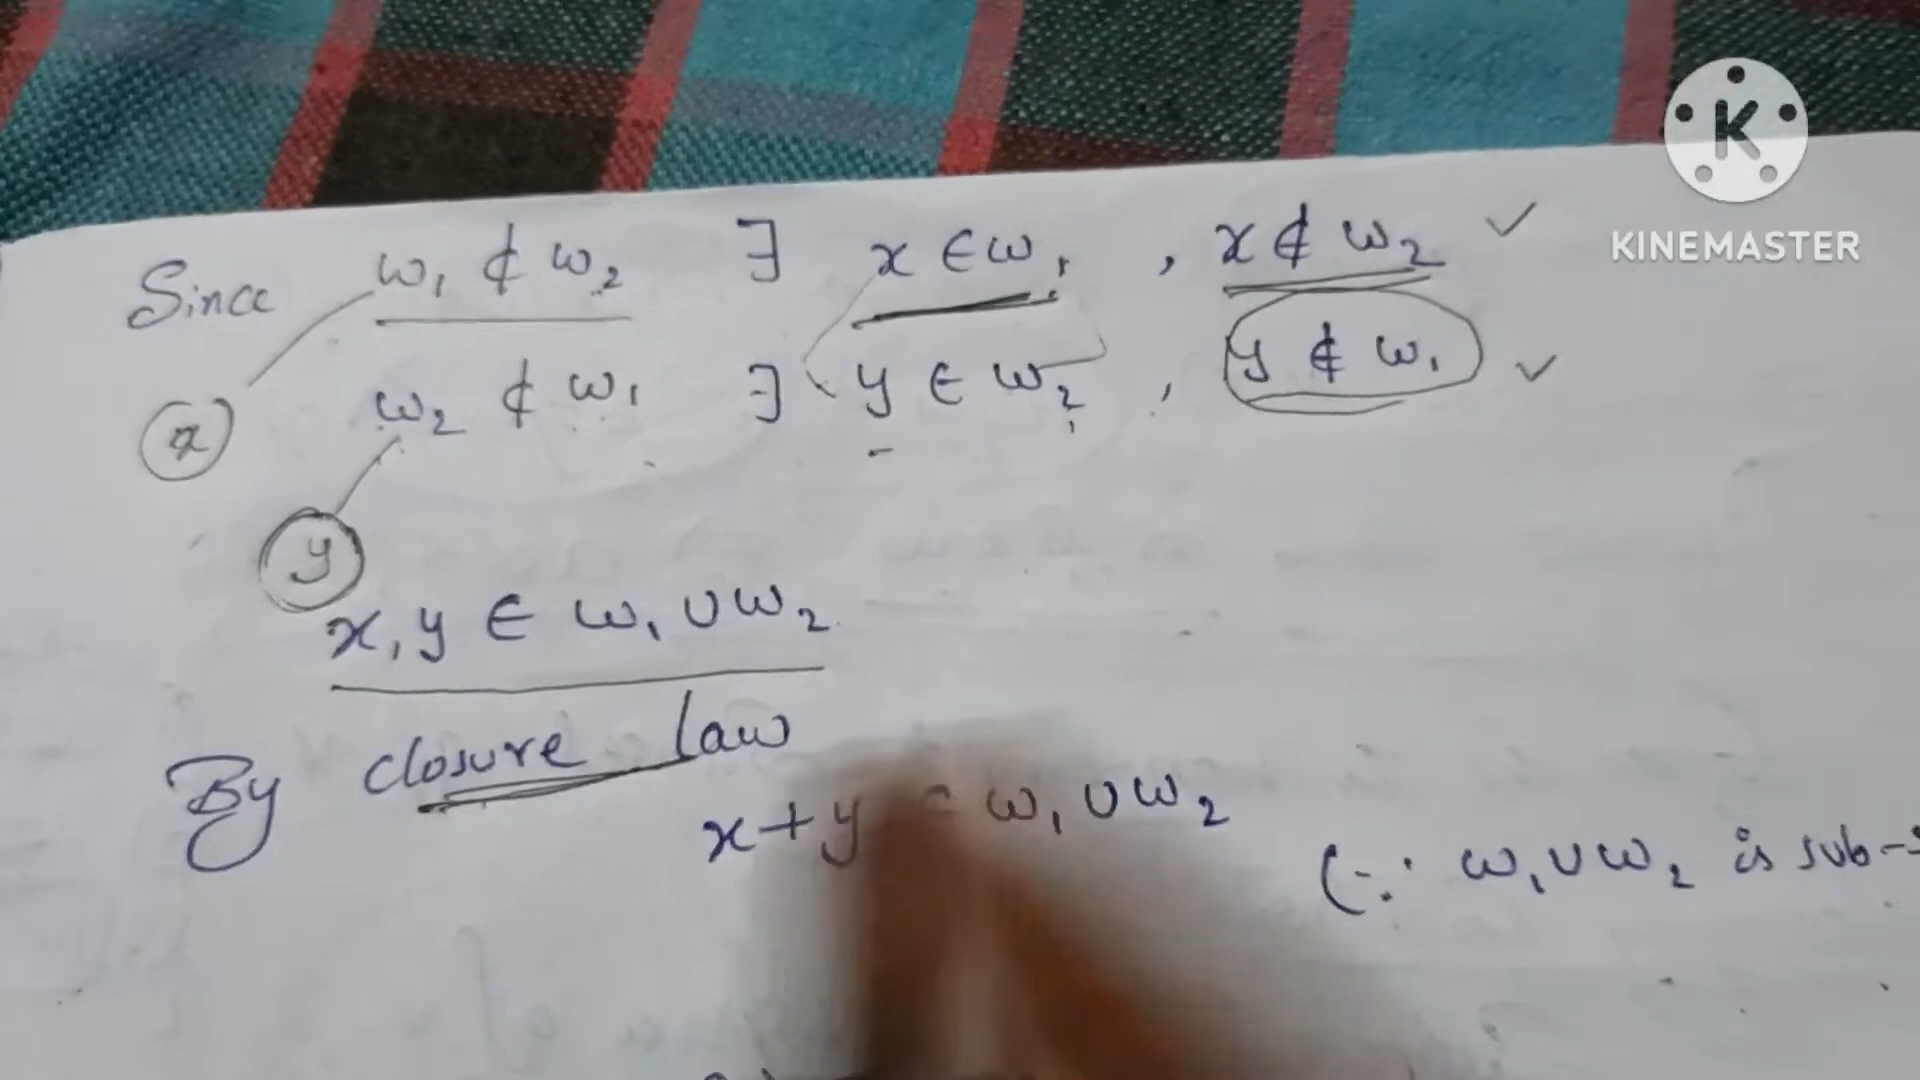 K
KINEMASTER
Since w₁ ⊄ w₂ ∃ x ∈ w₁ , x ∉ w₂ ✓
w₂ ⊄ w₁ ∃ y ∈ w₂ , y ∉ w₁ ✓
x
y
x, y ∈ w₁ ∪ w₂
By closure law
x+y ∈ w₁ ∪ w₂
(∵ w₁ ∪ w₂ is sub-